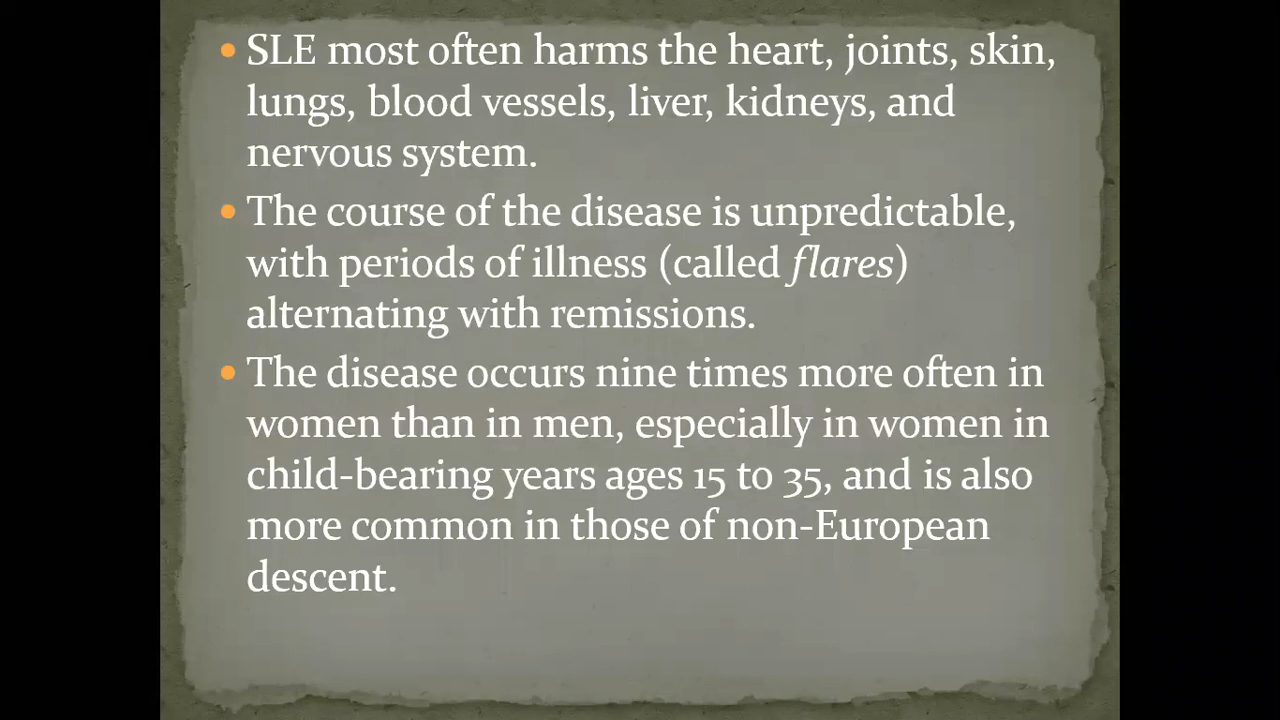 • SLE most often harms the heart, joints, skin,
lungs, blood vessels, liver, kidneys, and
nervous system.
• The course of the disease is unpredictable,
with periods of illness (called flares)
alternating with remissions.
• The disease occurs nine times more often in
women than in men, especially in women in
child-bearing years ages 15 to 35, and is also
more common in those of non-European
descent.